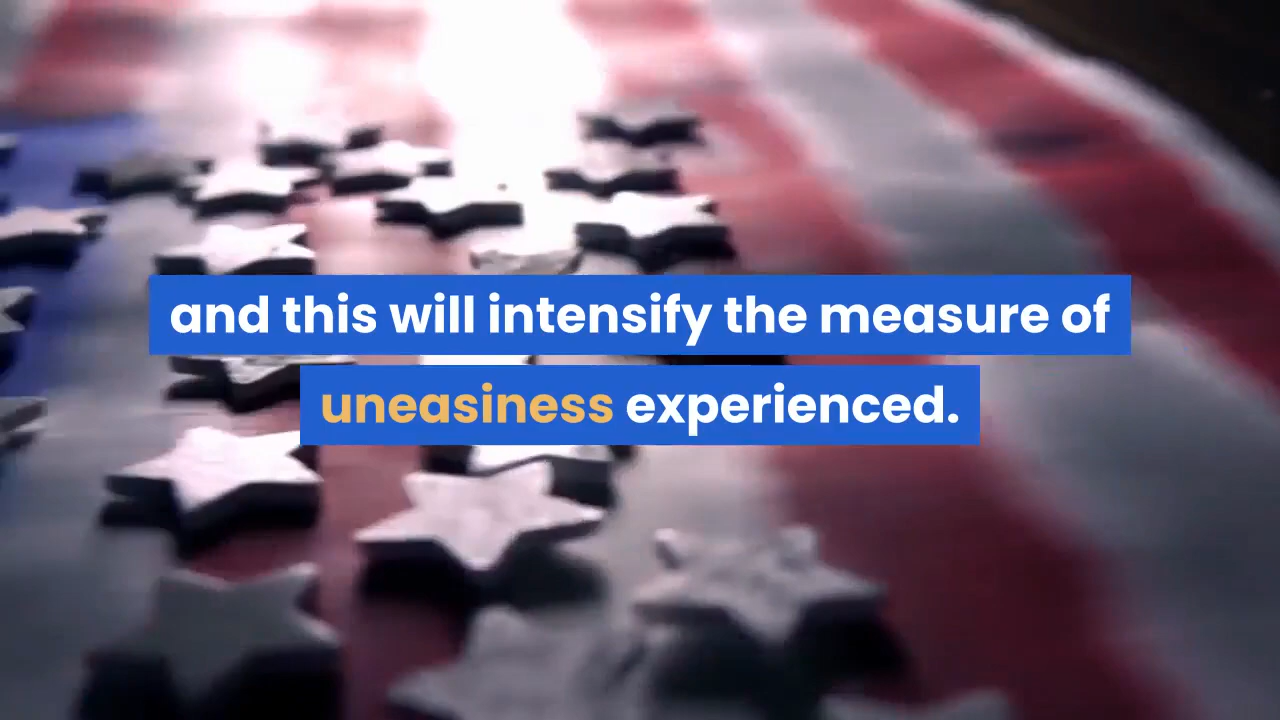 and this will intensify the measure of
uneasiness experienced.